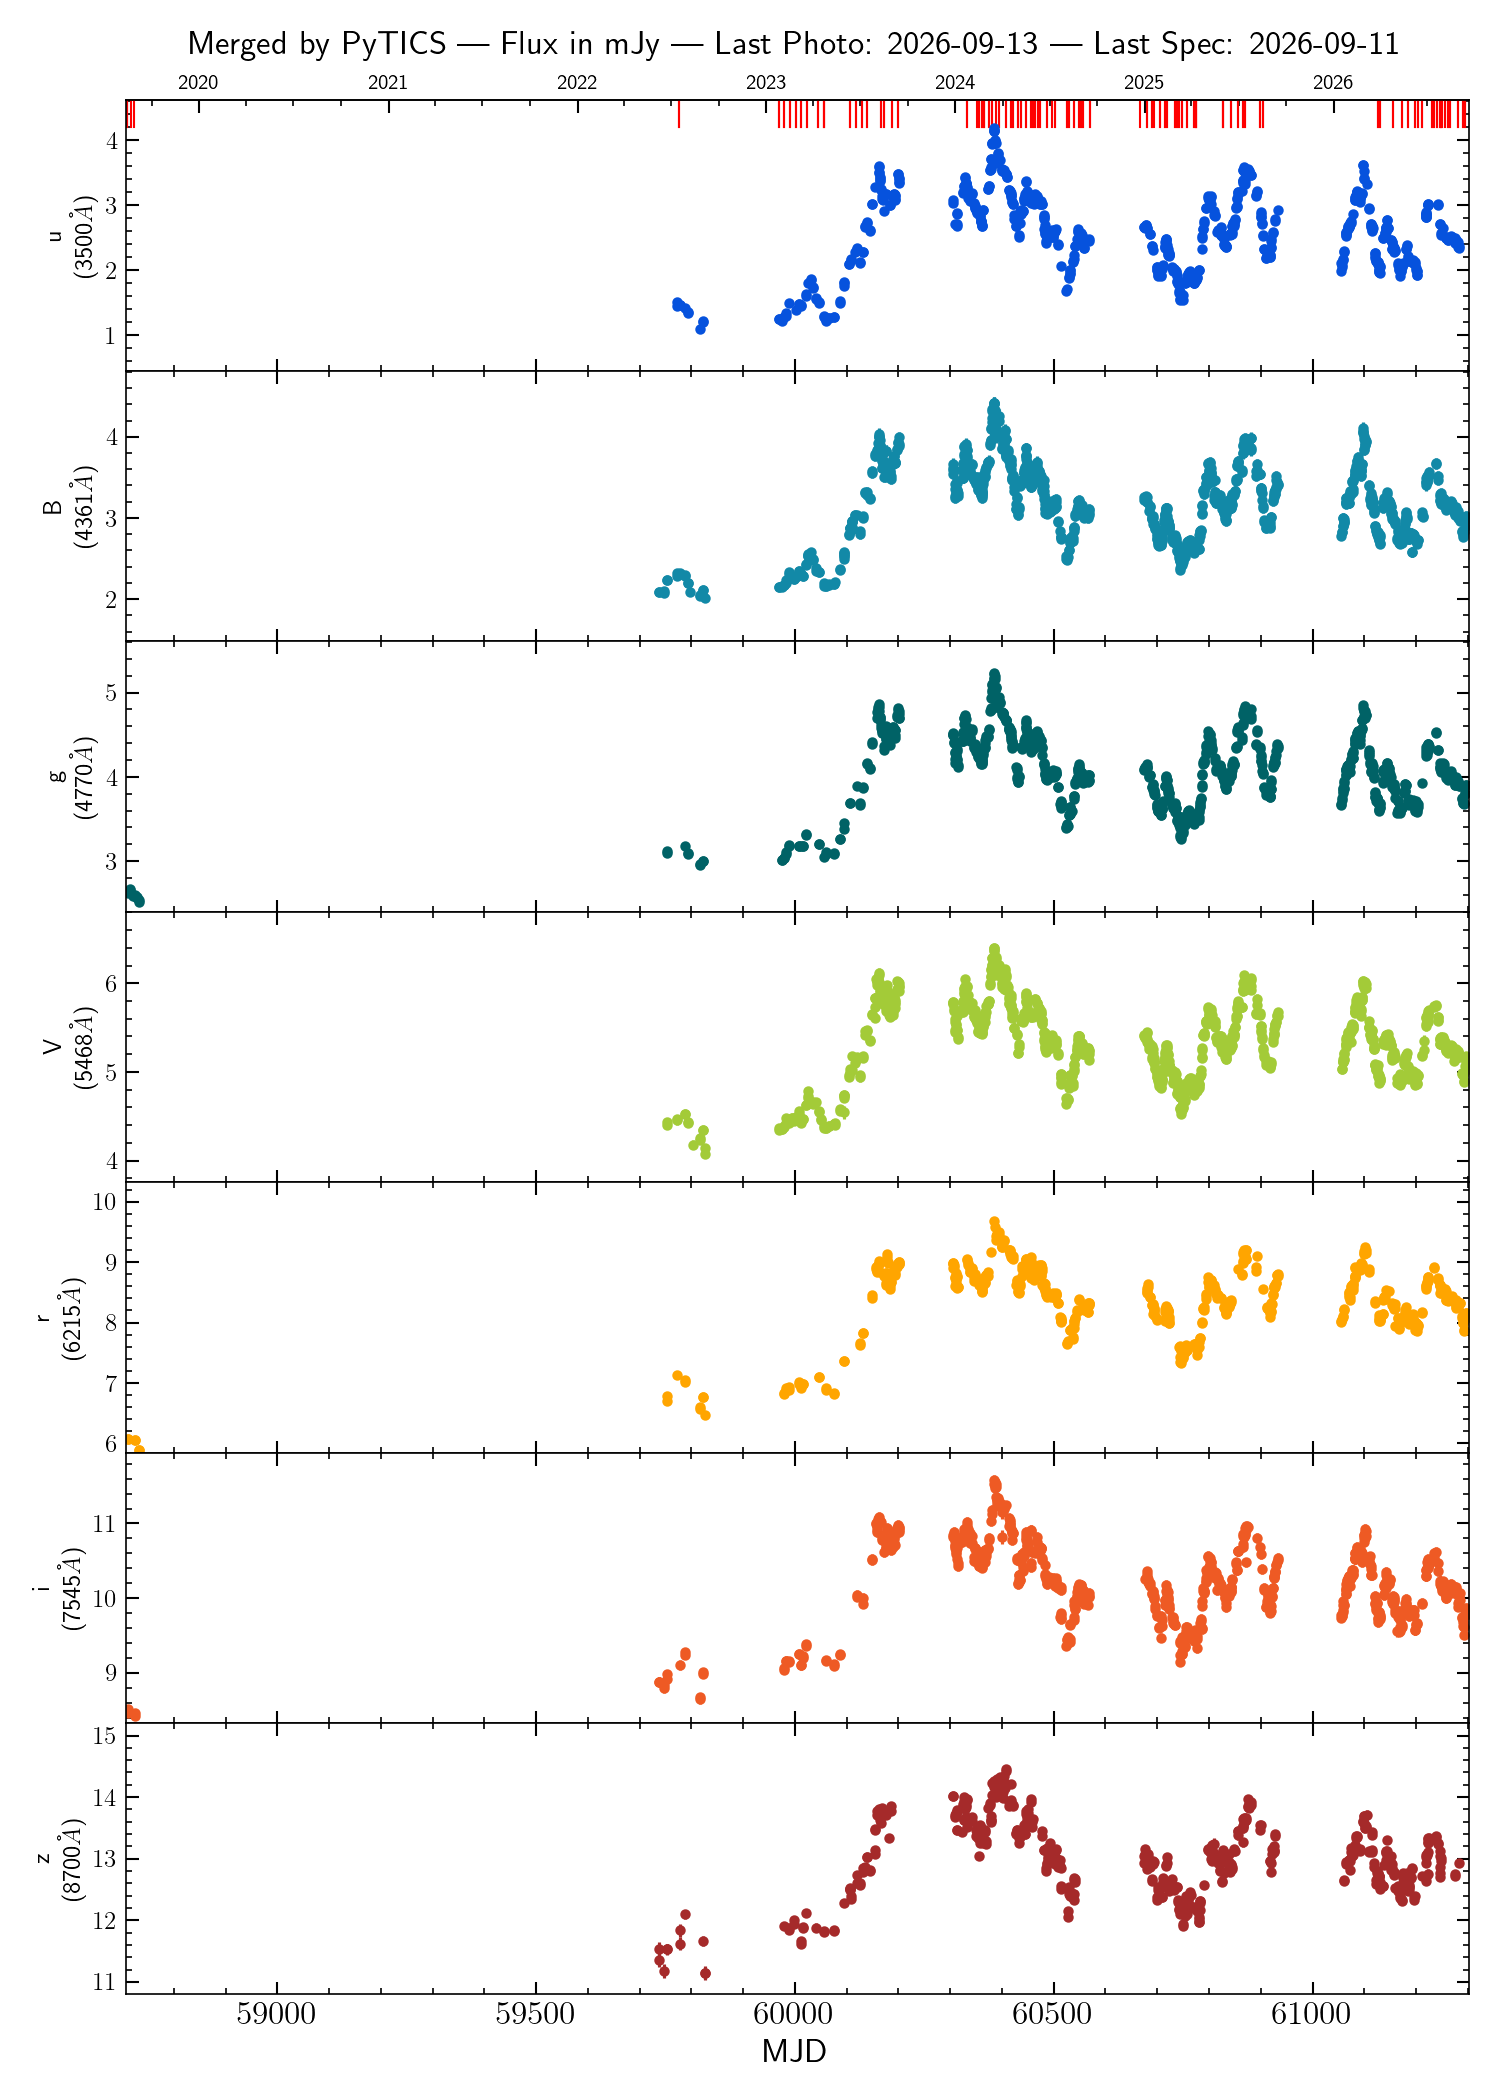 Merged by PyTICS — Flux in mJy — Last Photo: 2026-09-13 — Last Spec: 2026-09-11
2020 2021 2022 2023 2024 2025 2026
u
(3500Å)
4
3
2
1
B
(4361Å)
4
3
2
g
(4770Å)
5
4
3
V
(5468Å)
6
5
4
r
(6215Å)
10
9
8
7
6
i
(7545Å)
11
10
9
z
(8700Å)
15
14
13
12
11
59000 59500 60000 60500 61000
MJD